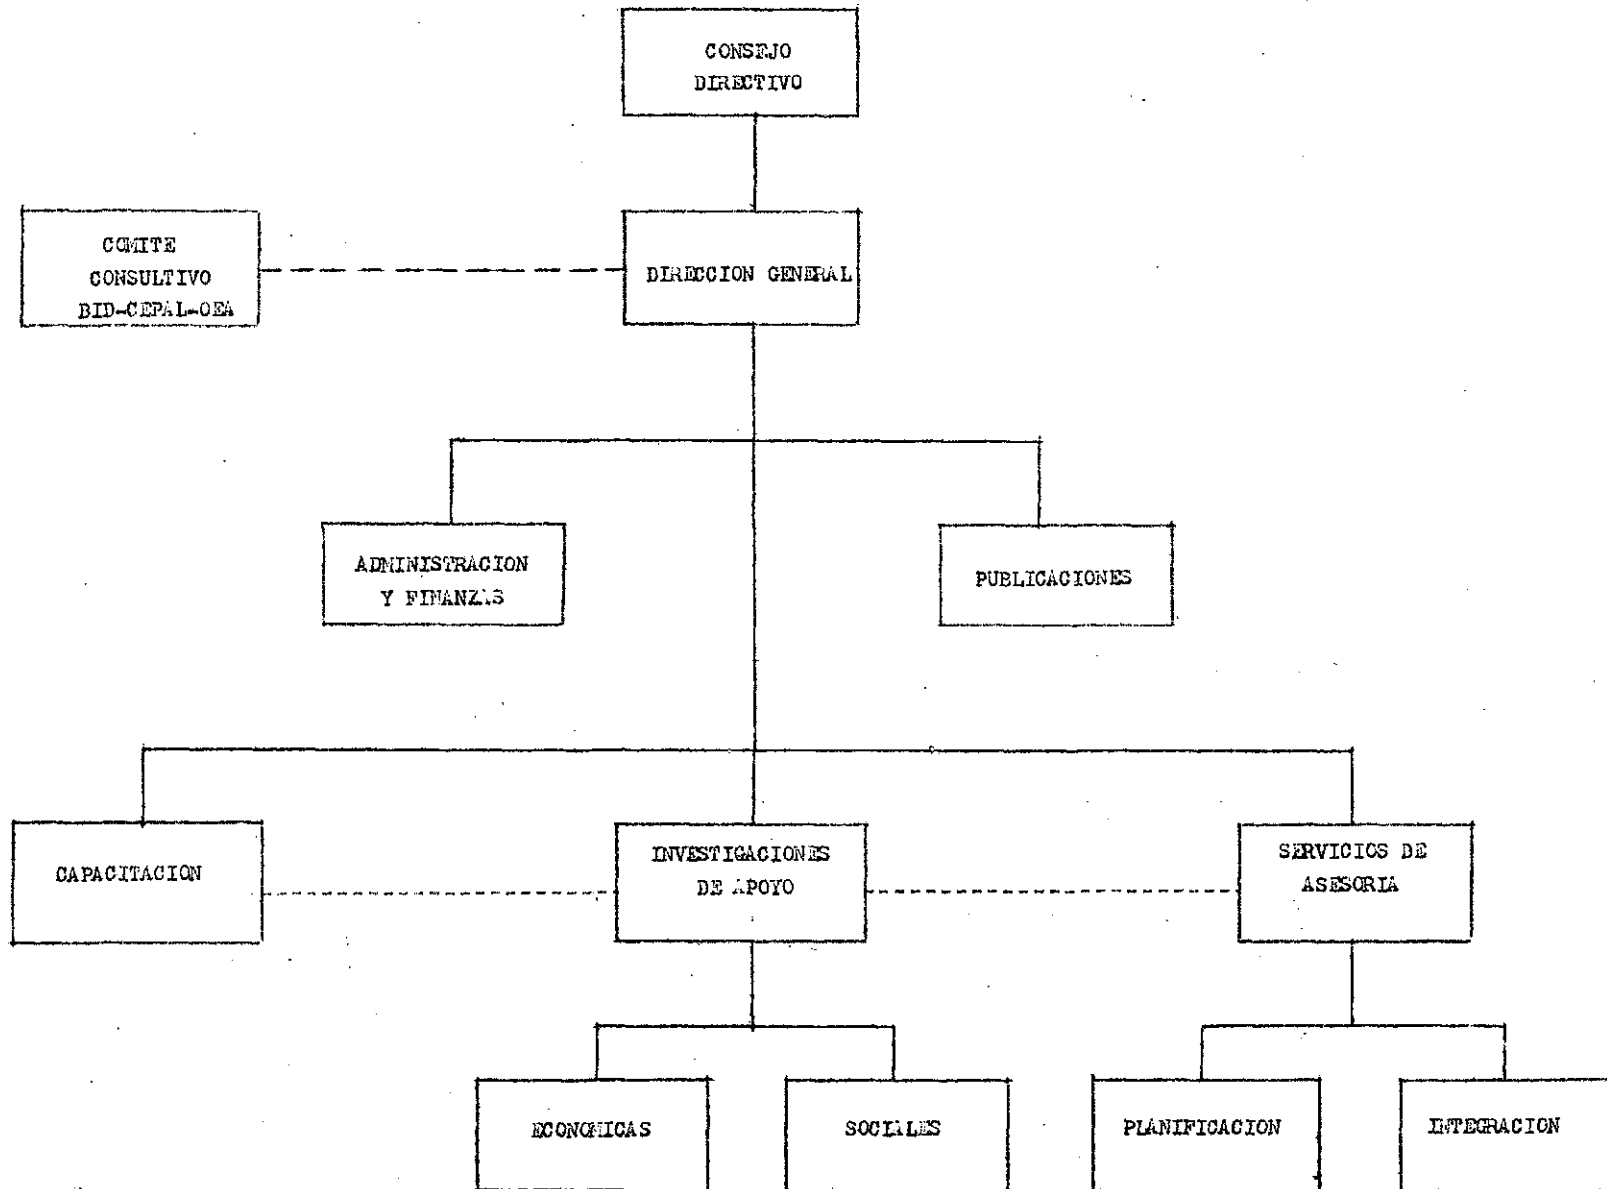 CONSEJO
DIRECTIVO
COMITE
CONSULTIVO
BID-CEPAL-OEA
DIRECCION GENERAL
ADMINISTRACION
Y FINANZAS
PUBLICACIONES
CAPACITACION
INVESTIGACIONES
DE APOYO
SERVICIOS DE
ASESORIA
ECONOMICAS
SOCIALES
PLANIFICACION
INTEGRACION